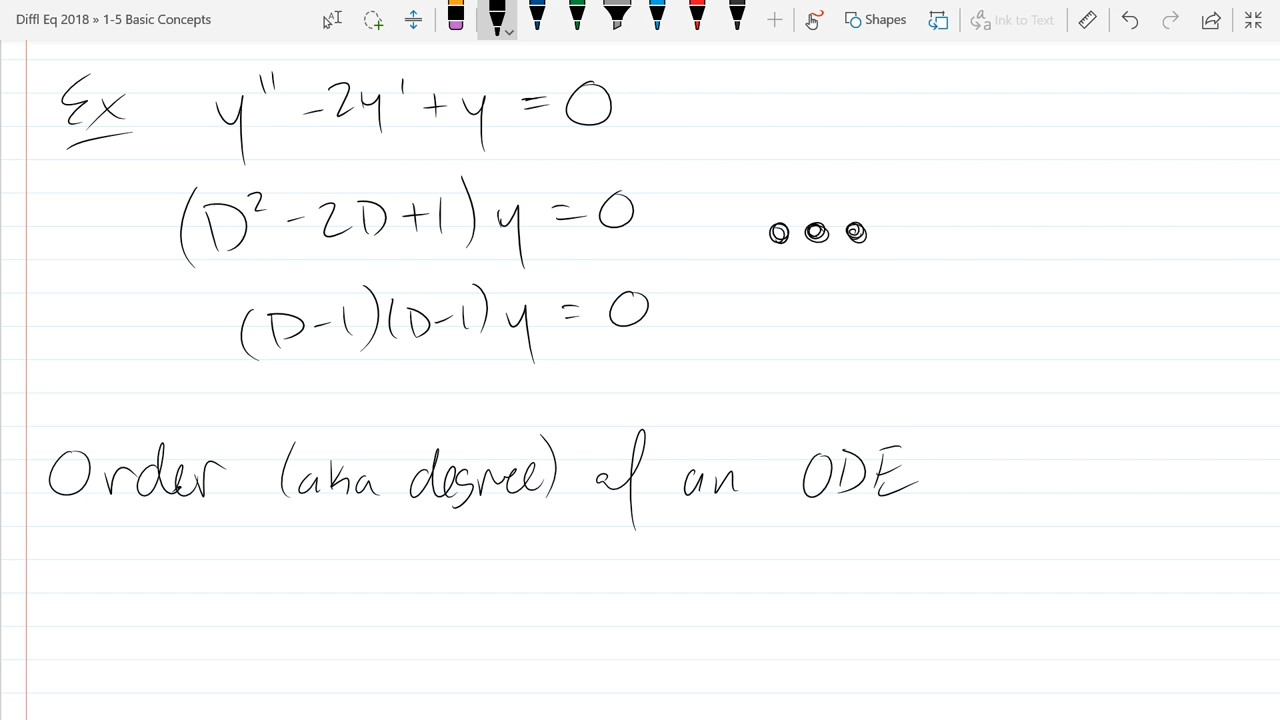 Diffl Eq 2018 » 1-5 Basic Concepts
Shapes
Ink to Text
Ex y'' - 2y' + y = 0
(D² - 2D + 1) y = 0
(D - 1)(D - 1) y = 0
Order (aka degree) of an ODE